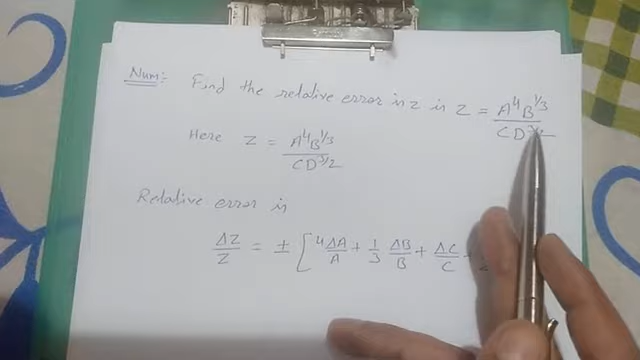 Num:- Find the relative error in z in Z = A⁴B^1/3 / CD^3/2
Here Z = A⁴B^1/3 / CD^3/2
Relative error is
ΔZ/Z = ± [ 4 ΔA/A + 1/3 ΔB/B + ΔC/C +